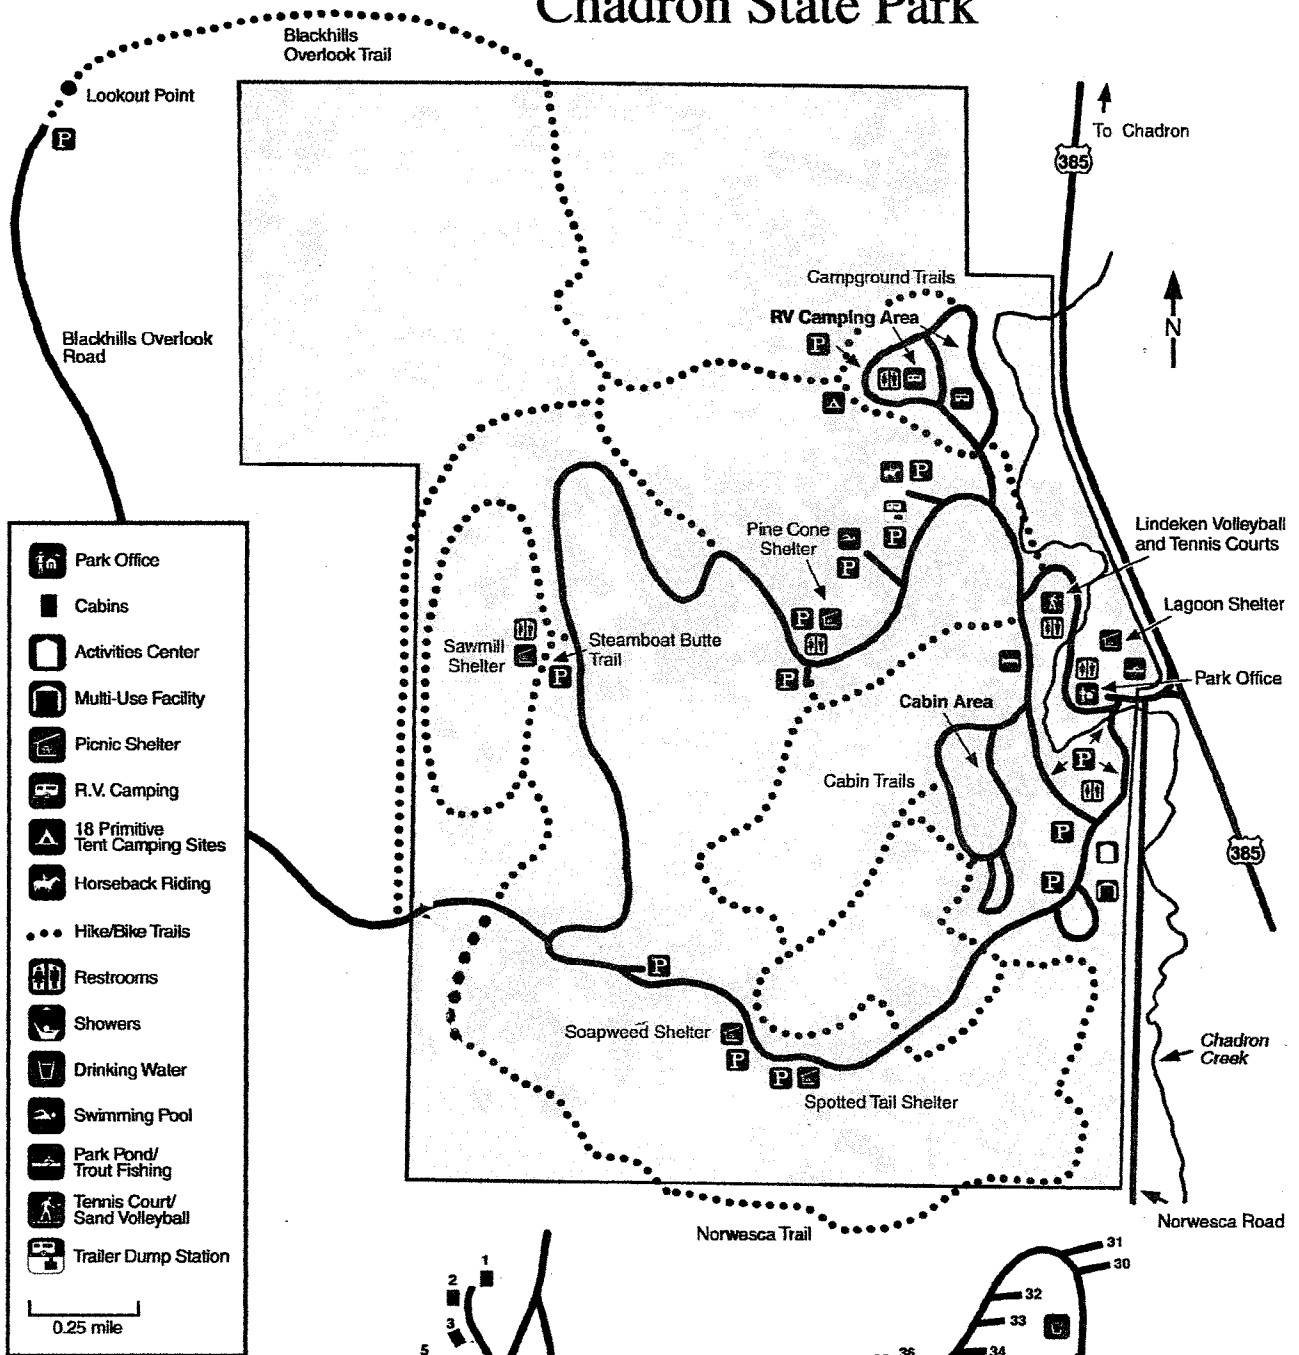 Chadron State Park
Blackhills
Overlook Trail
Lookout Point
P
To Chadron
385
Campground Trails
RV Camping Area
P
N
Blackhills Overlook
Road
P
Pine Cone
Shelter
P
P
Lindeken Volleyball
and Tennis Courts
Lagoon Shelter
P
Sawmill
Shelter
Steamboat Butte
Trail
P
P
Park Office
Cabin Area
Cabin Trails
P
P
385
P
P
Soapweed Shelter
P
P
Spotted Tail Shelter
Chadron
Creek
Norwesca Road
Norwesca Trail
Park Office
Cabins
Activities Center
Multi-Use Facility
Picnic Shelter
R.V. Camping
18 Primitive
Tent Camping Sites
Horseback Riding
Hike/Bike Trails
Restrooms
Showers
Drinking Water
Swimming Pool
Park Pond/
Trout Fishing
Tennis Court/
Sand Volleyball
Trailer Dump Station
0.25 mile
1
2
3
5
31
30
32
33
34
36